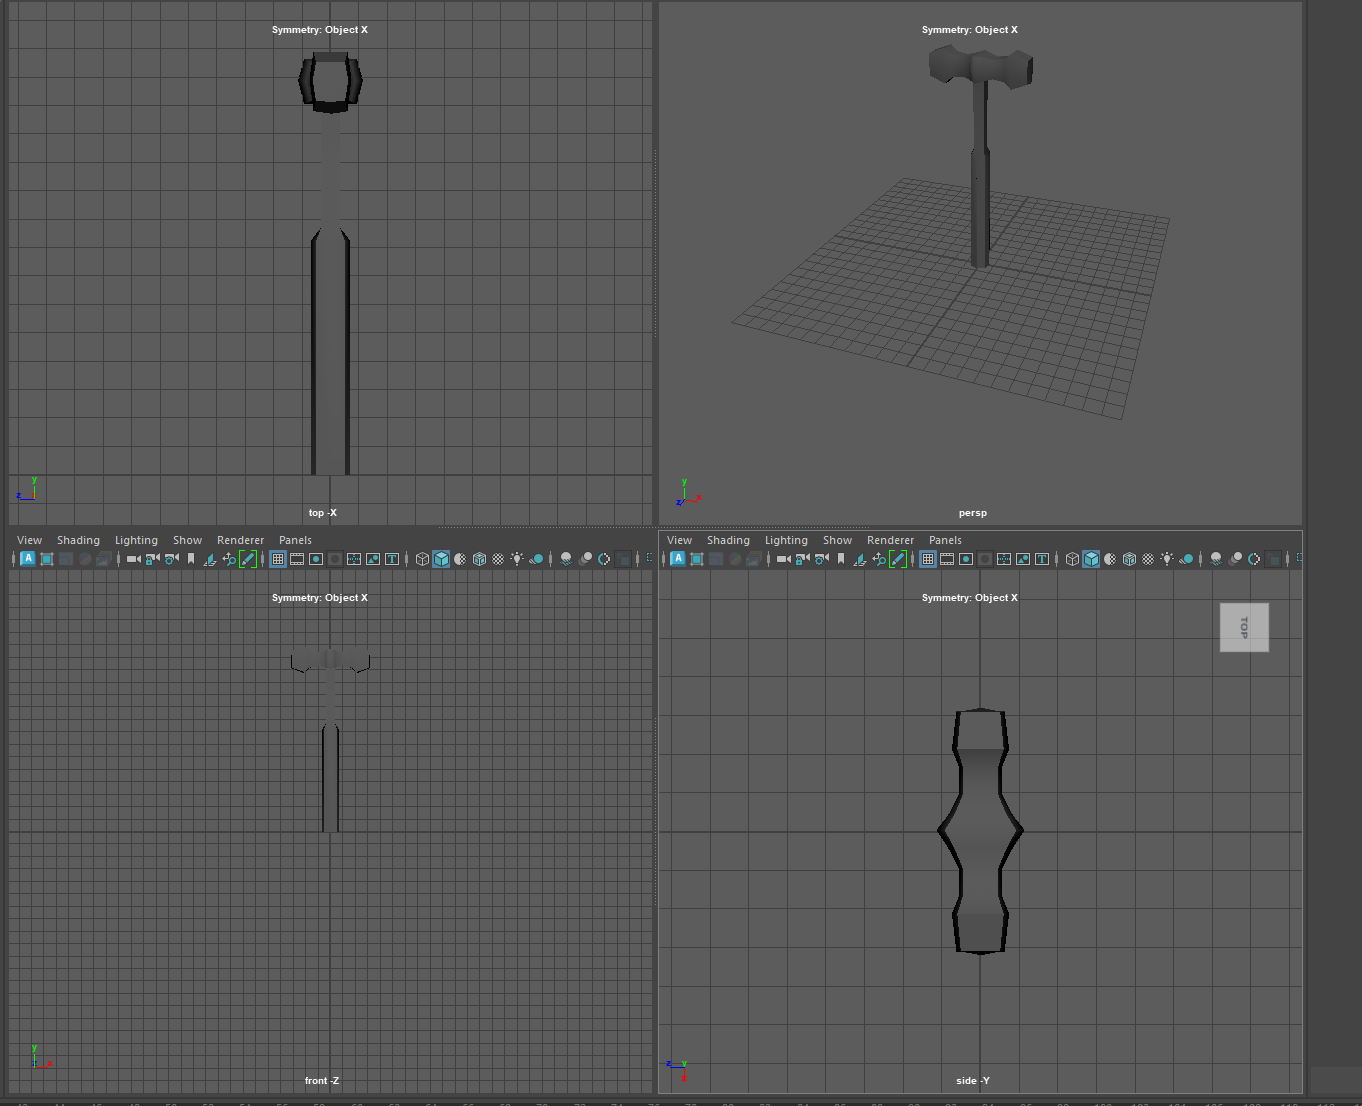 Symmetry: Object X
y
z
top -X
Symmetry: Object X
y
z
x
persp
View Shading Lighting Show Renderer Panels
A
T
Symmetry: Object X
y
x
front -Z
View Shading Lighting Show Renderer Panels
A
T
Symmetry: Object X
TOP
z
y
side -Y